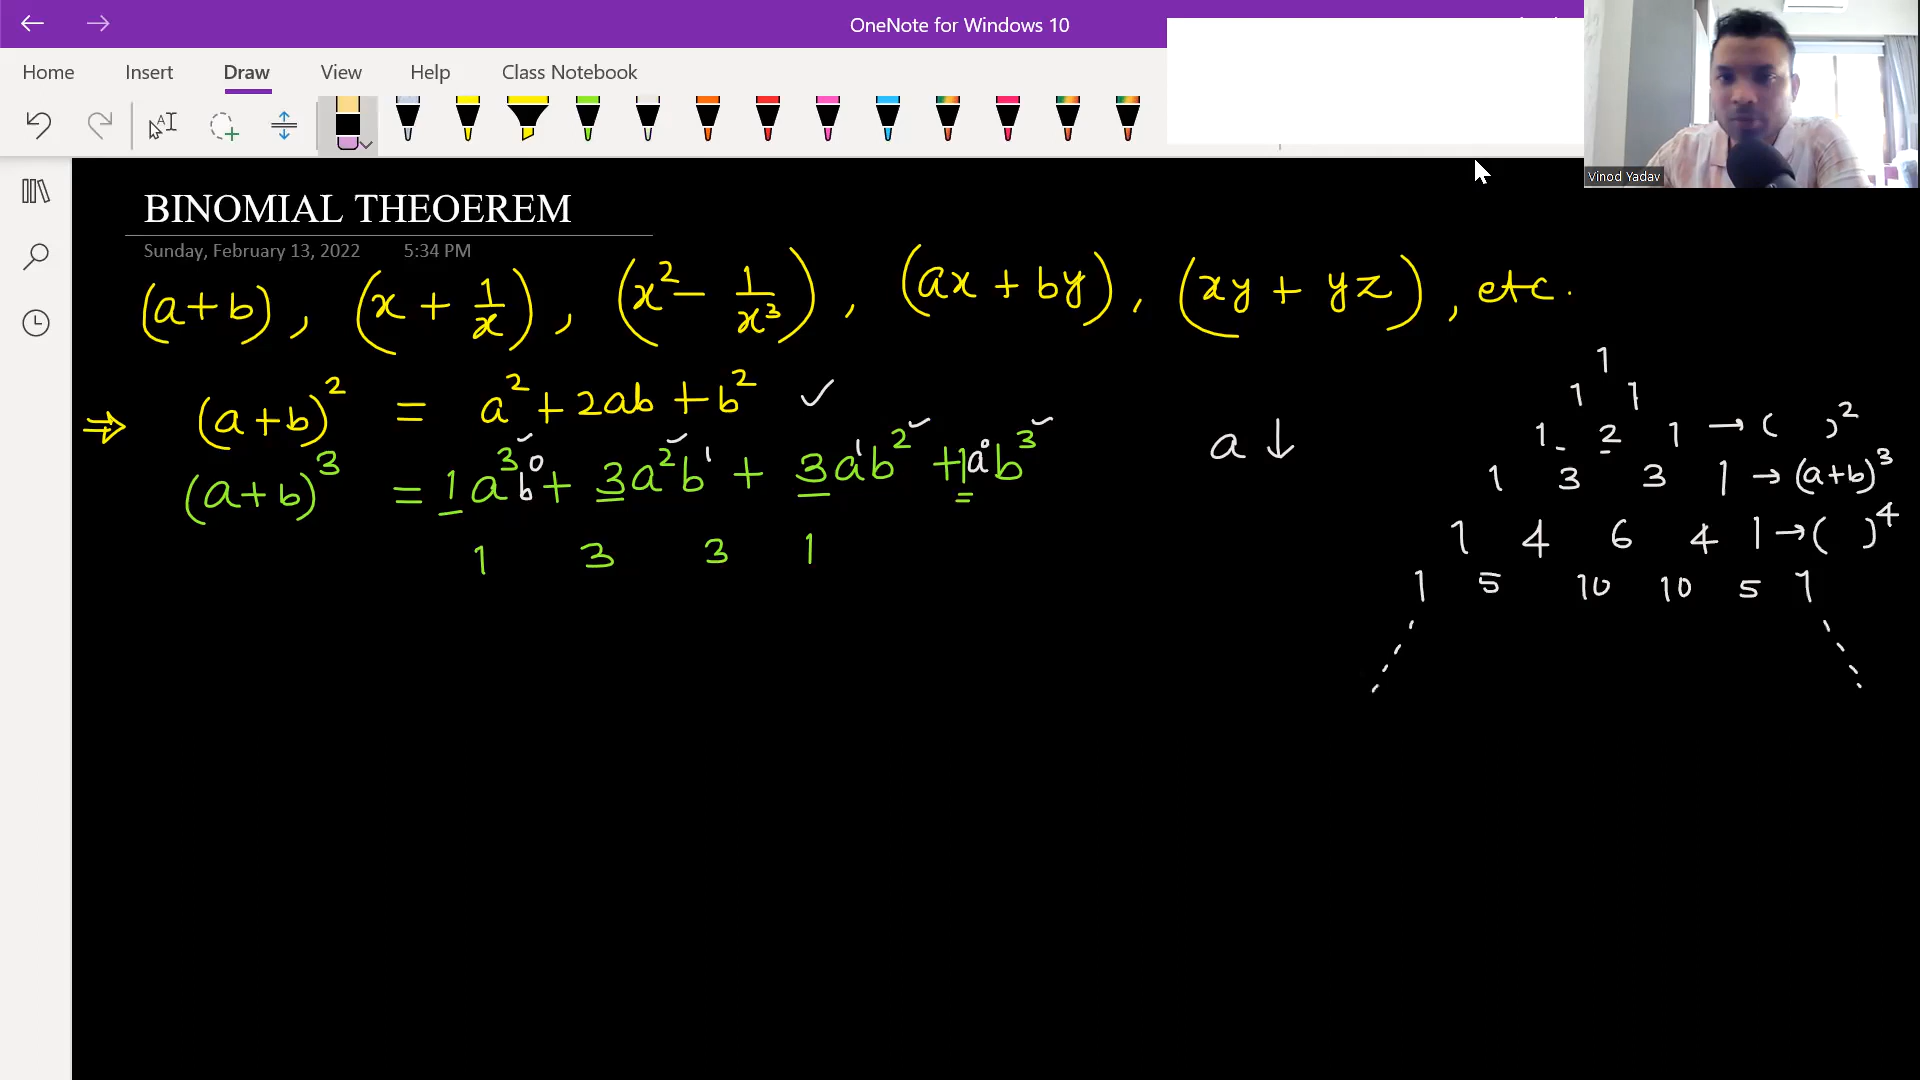 OneNote for Windows 10
Home Insert Draw View Help Class Notebook
Vinod Yadav
BINOMIAL THEOEREM
Sunday, February 13, 2022 5:34 PM
(a+b), (x + 1/x), (x² - 1/x³), (ax + by), (xy + yz), etc.
⇒ (a+b)² = a² + 2ab + b² ✓
(a+b)³ = 1a³b⁰ + 3a²b¹ + 3a¹b² + 1a⁰b³
1 3 3 1
a ↓
1
1 1
1 2 1 → ( )²
1 3 3 1 → (a+b)³
1 4 6 4 1 → ( )⁴
1 5 10 10 5 1